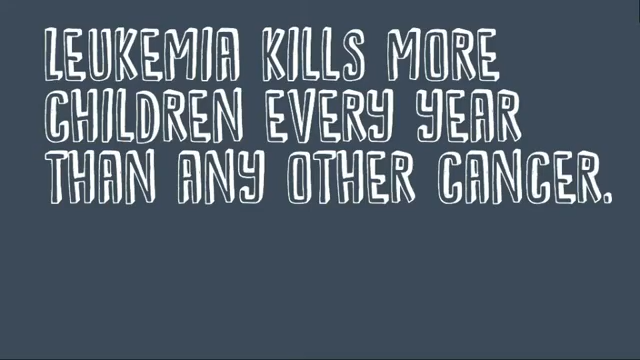 LEUKEMIA KILLS MORE
CHILDREN EVERY YEAR
THAN ANY OTHER CANCER.